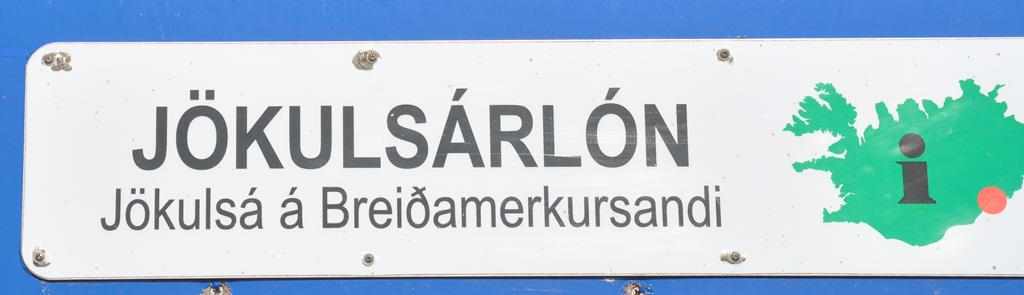 JÖKULSÁRLÓN
Jökulsá á Breiðamerkursandi
i